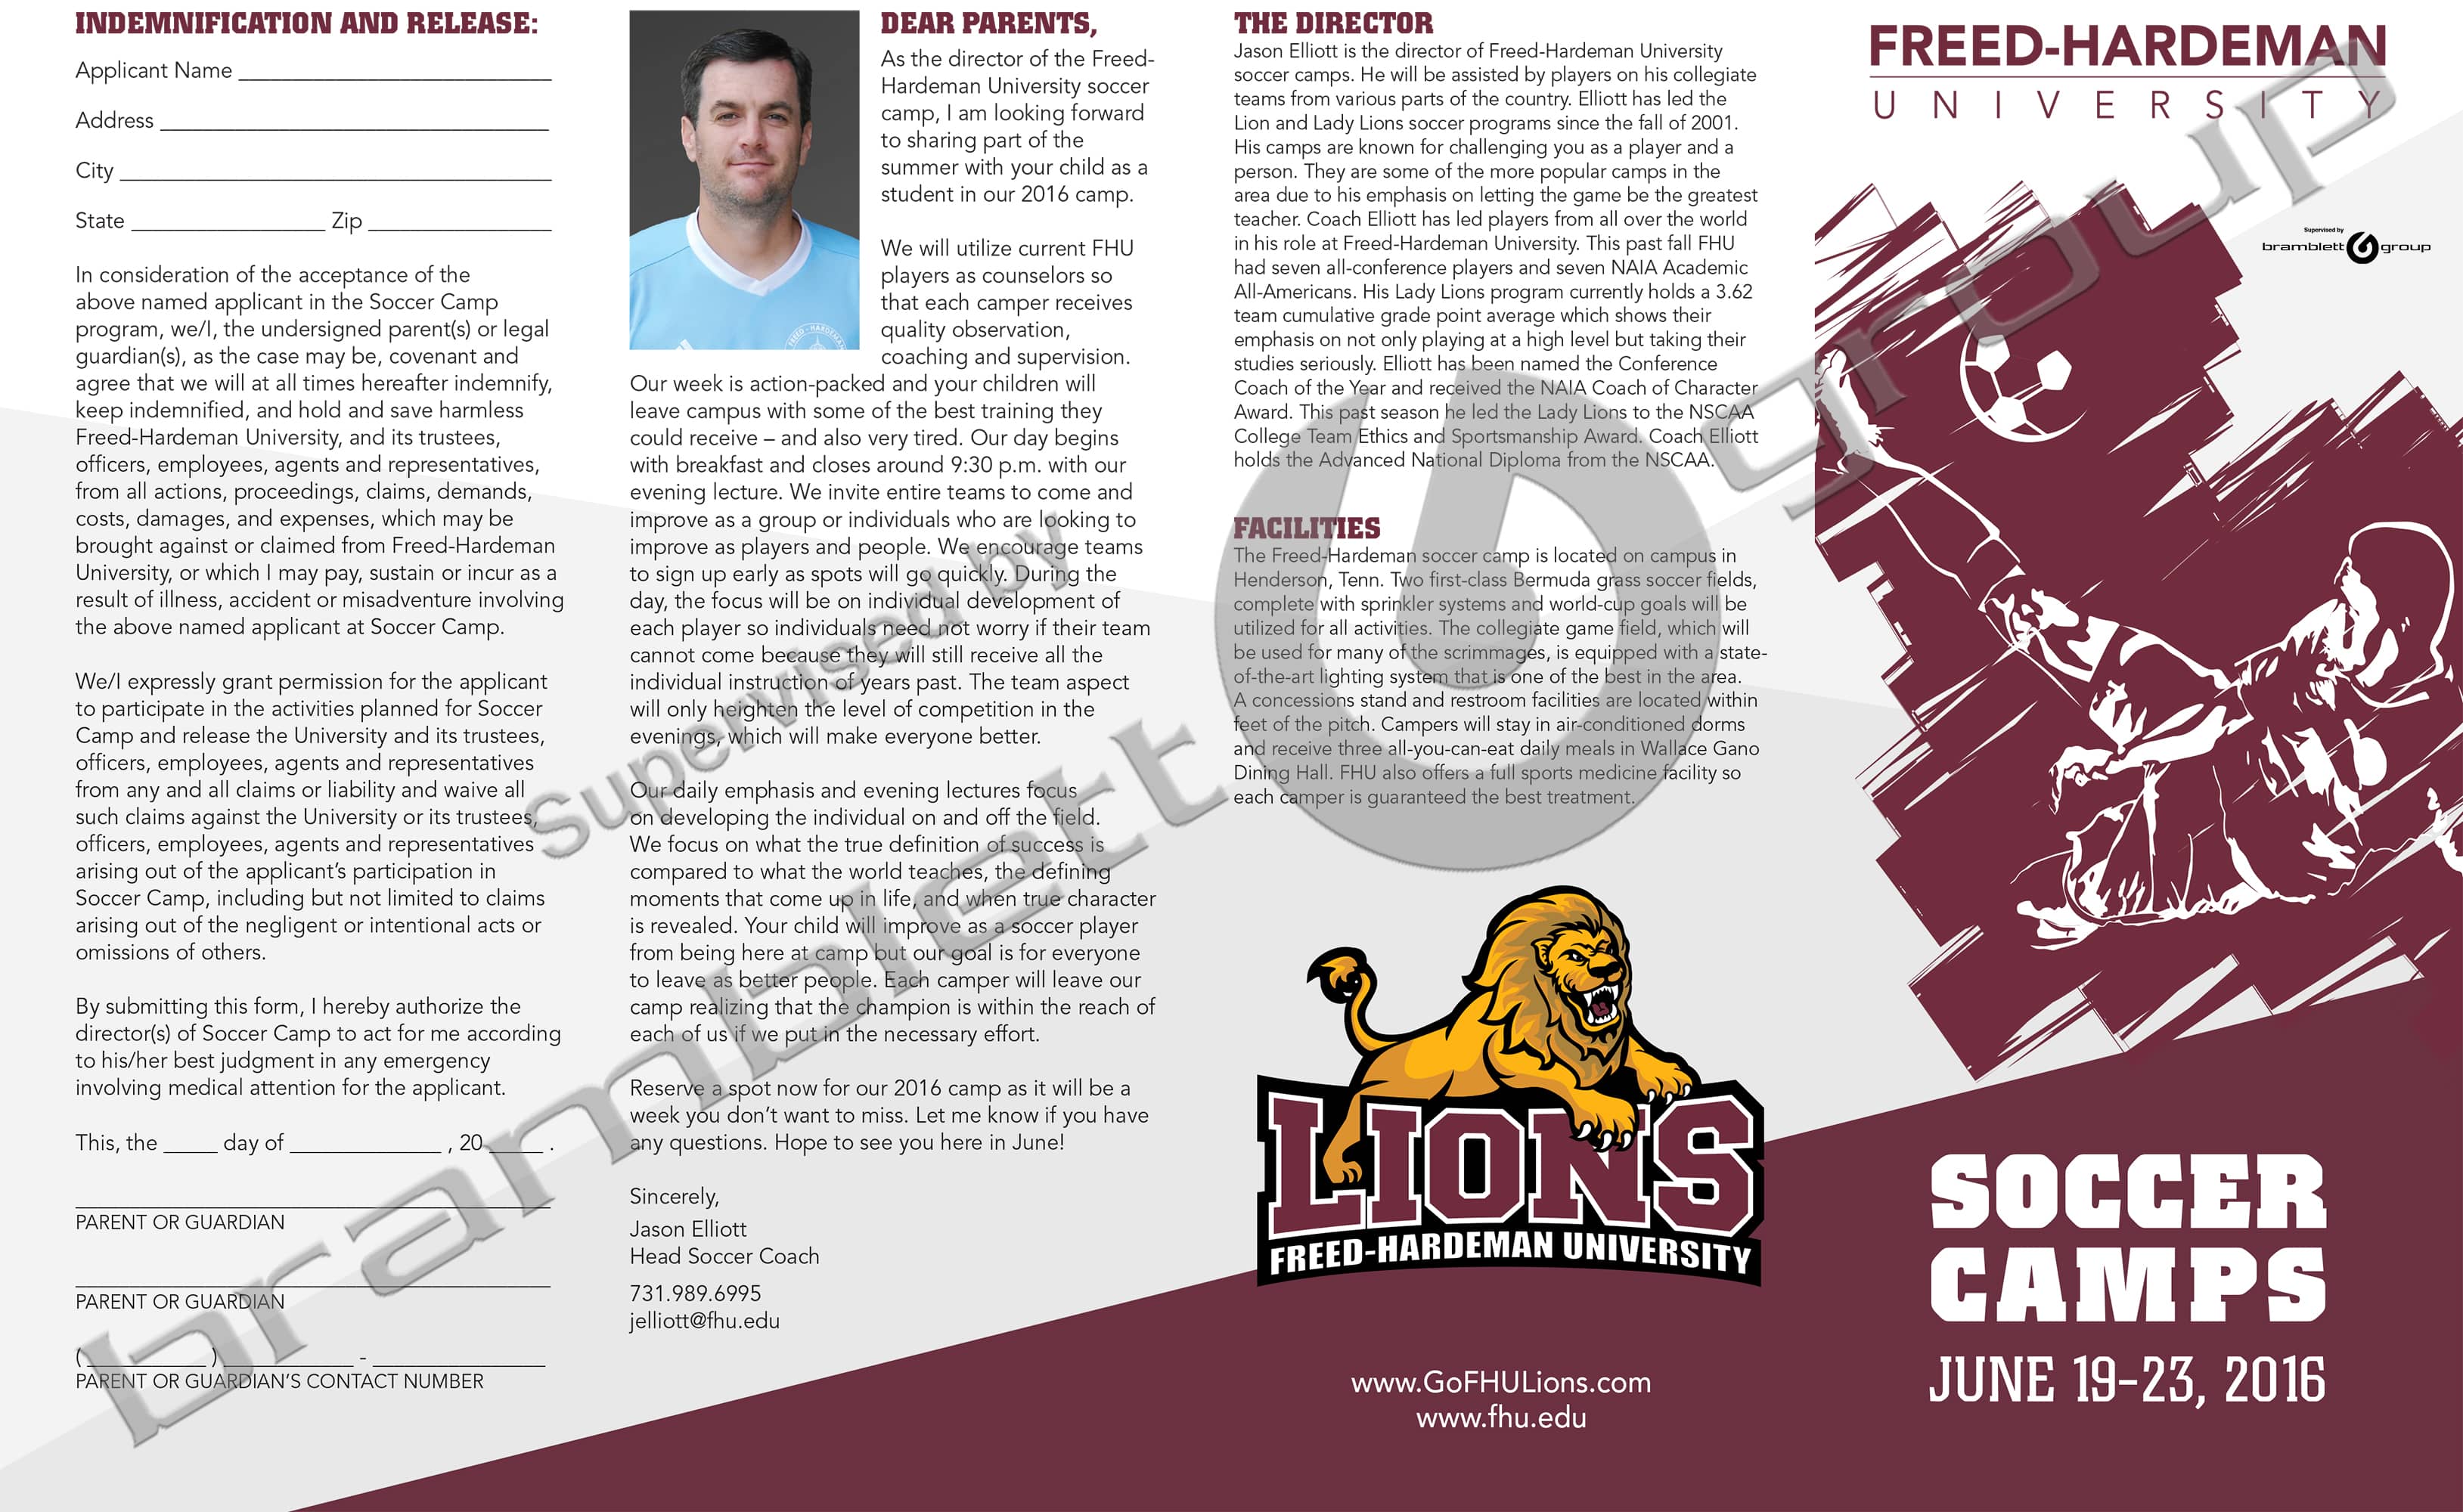 INDEMNIFICATION AND RELEASE:
Applicant Name
Address
City
State Zip
In consideration of the acceptance of the
above named applicant in the Soccer Camp
program, we/I, the undersigned parent(s) or legal
guardian(s), as the case may be, covenant and
agree that we will at all times hereafter indemnify,
keep indemnified, and hold and save harmless
Freed-Hardeman University, and its trustees,
officers, employees, agents and representatives,
from all actions, proceedings, claims, demands,
costs, damages, and expenses, which may be
brought against or claimed from Freed-Hardeman
University, or which I may pay, sustain or incur as a
result of illness, accident or misadventure involving
the above named applicant at Soccer Camp.
We/I expressly grant permission for the applicant
to participate in the activities planned for Soccer
Camp and release the University and its trustees,
officers, employees, agents and representatives
from any and all claims or liability and waive all
such claims against the University or its trustees,
officers, employees, agents and representatives
arising out of the applicant's participation in
Soccer Camp, including but not limited to claims
arising out of the negligent or intentional acts or
omissions of others.
By submitting this form, I hereby authorize the
director(s) of Soccer Camp to act for me according
to his/her best judgment in any emergency
involving medical attention for the applicant.
This, the _____ day of ______________ , 20_____ .
PARENT OR GUARDIAN
PARENT OR GUARDIAN
( ___________ ) ____________ - ________________
PARENT OR GUARDIAN'S CONTACT NUMBER
DEAR PARENTS,
As the director of the Freed-
Hardeman University soccer
camp, I am looking forward
to sharing part of the
summer with your child as a
student in our 2016 camp.
We will utilize current FHU
players as counselors so
that each camper receives
quality observation,
coaching and supervision.
Our week is action-packed and your children will
leave campus with some of the best training they
could receive – and also very tired. Our day begins
with breakfast and closes around 9:30 p.m. with our
evening lecture. We invite entire teams to come and
improve as a group or individuals who are looking to
improve as players and people. We encourage teams
to sign up early as spots will go quickly. During the
day, the focus will be on individual development of
each player so individuals need not worry if their team
cannot come because they will still receive all the
individual instruction of years past. The team aspect
will only heighten the level of competition in the
evenings, which will make everyone better.
Our daily emphasis and evening lectures focus
on developing the individual on and off the field.
We focus on what the true definition of success is
compared to what the world teaches, the defining
moments that come up in life, and when true character
is revealed. Your child will improve as a soccer player
from being here at camp but our goal is for everyone
to leave as better people. Each camper will leave our
camp realizing that the champion is within the reach of
each of us if we put in the necessary effort.
Reserve a spot now for our 2016 camp as it will be a
week you don't want to miss. Let me know if you have
any questions. Hope to see you here in June!
Sincerely,
Jason Elliott
Head Soccer Coach
731.989.6995
jelliott@fhu.edu
THE DIRECTOR
Jason Elliott is the director of Freed-Hardeman University
soccer camps. He will be assisted by players on his collegiate
teams from various parts of the country. Elliott has led the
Lion and Lady Lions soccer programs since the fall of 2001.
His camps are known for challenging you as a player and a
person. They are some of the more popular camps in the
area due to his emphasis on letting the game be the greatest
teacher. Coach Elliott has led players from all over the world
in his role at Freed-Hardeman University. This past fall FHU
had seven all-conference players and seven NAIA Academic
All-Americans. His Lady Lions program currently holds a 3.62
team cumulative grade point average which shows their
emphasis on not only playing at a high level but taking their
studies seriously. Elliott has been named the Conference
Coach of the Year and received the NAIA Coach of Character
Award. This past season he led the Lady Lions to the NSCAA
College Team Ethics and Sportsmanship Award. Coach Elliott
holds the Advanced National Diploma from the NSCAA.
FACILITIES
The Freed-Hardeman soccer camp is located on campus in
Henderson, Tenn. Two first-class Bermuda grass soccer fields,
complete with sprinkler systems and world-cup goals will be
utilized for all activities. The collegiate game field, which will
be used for many of the scrimmages, is equipped with a state-
of-the-art lighting system that is one of the best in the area.
A concessions stand and restroom facilities are located within
feet of the pitch. Campers will stay in air-conditioned dorms
and receive three all-you-can-eat daily meals in Wallace Gano
Dining Hall. FHU also offers a full sports medicine facility so
each camper is guaranteed the best treatment.
LIONS
FREED-HARDEMAN UNIVERSITY
www.GoFHULions.com
www.fhu.edu
FREED-HARDEMAN
UNIVERSITY
Supervised by
bramblett group
SOCCER
CAMPS
JUNE 19-23, 2016
Supervised by
bramblett group
FREED-HARDEMAN